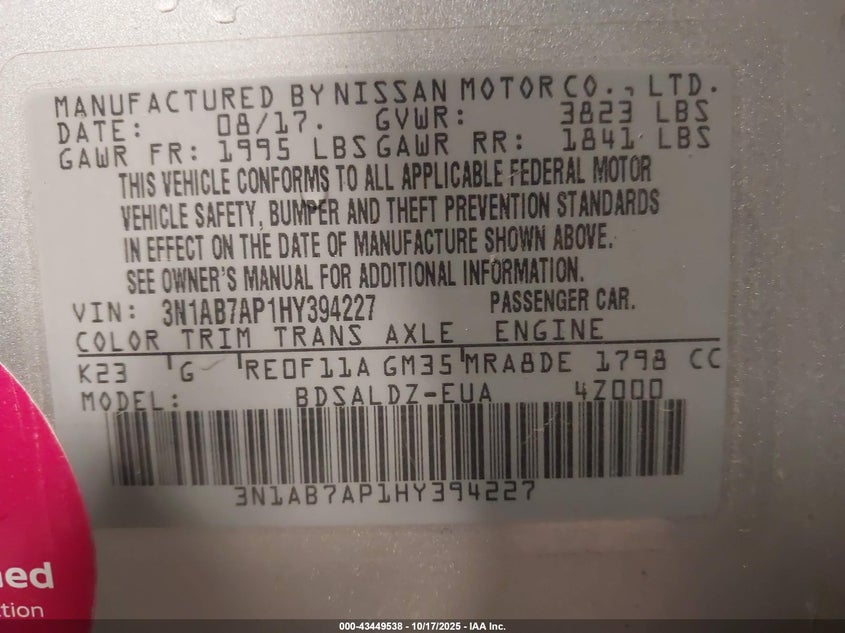 MANUFACTURED BY NISSAN MOTOR CO., LTD.
DATE: 08/17. GVWR: 3823 LBS
GAWR FR: 1995 LBS GAWR RR: 1841 LBS
THIS VEHICLE CONFORMS TO ALL APPLICABLE FEDERAL MOTOR
VEHICLE SAFETY, BUMPER AND THEFT PREVENTION STANDARDS
IN EFFECT ON THE DATE OF MANUFACTURE SHOWN ABOVE.
SEE OWNER'S MANUAL FOR ADDITIONAL INFORMATION.
VIN: 3N1AB7AP1HY394227 PASSENGER CAR.
COLOR TRIM TRANS AXLE ENGINE
K23 G RE0F11A GM35 MRA8DE 1798 CC
MODEL: BDSALDZ-EUA 4Z000
3N1AB7AP1HY394227
ned
ction
000-43449538 - 10/17/2025 - IAA Inc.